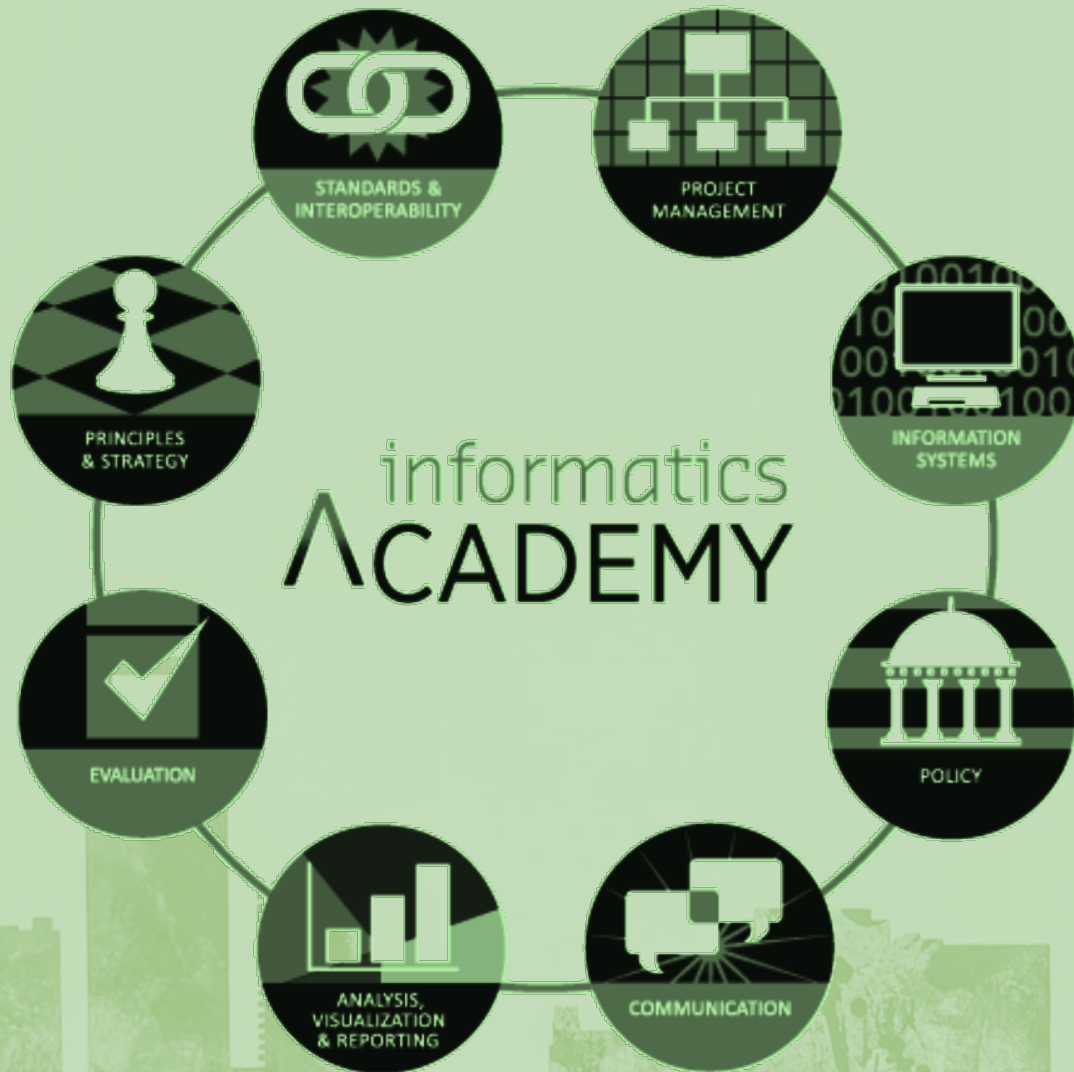 STANDARDS &
INTEROPERABILITY
PROJECT
MANAGEMENT
PRINCIPLES
& STRATEGY
INFORMATION
SYSTEMS
informatics
ACADEMY
EVALUATION
POLICY
ANALYSIS,
VISUALIZATION
& REPORTING
COMMUNICATION